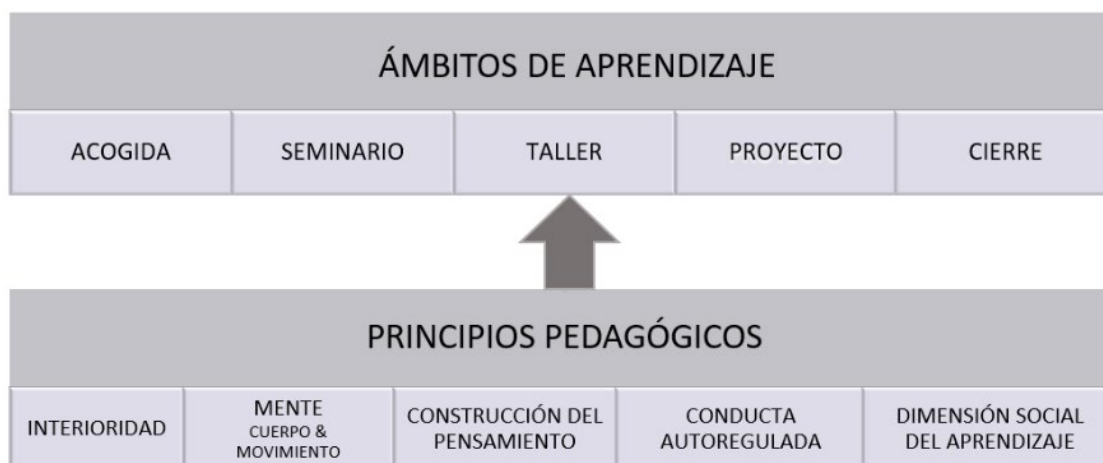 ÁMBITOS DE APRENDIZAJE
ACOGIDA
SEMINARIO
TALLER
PROYECTO
CIERRE
PRINCIPIOS PEDAGÓGICOS
INTERIORIDAD
MENTE
CUERPO &
MOVIMIENTO
CONSTRUCCIÓN DEL
PENSAMIENTO
CONDUCTA
AUTOREGULADA
DIMENSIÓN SOCIAL
DEL APRENDIZAJE